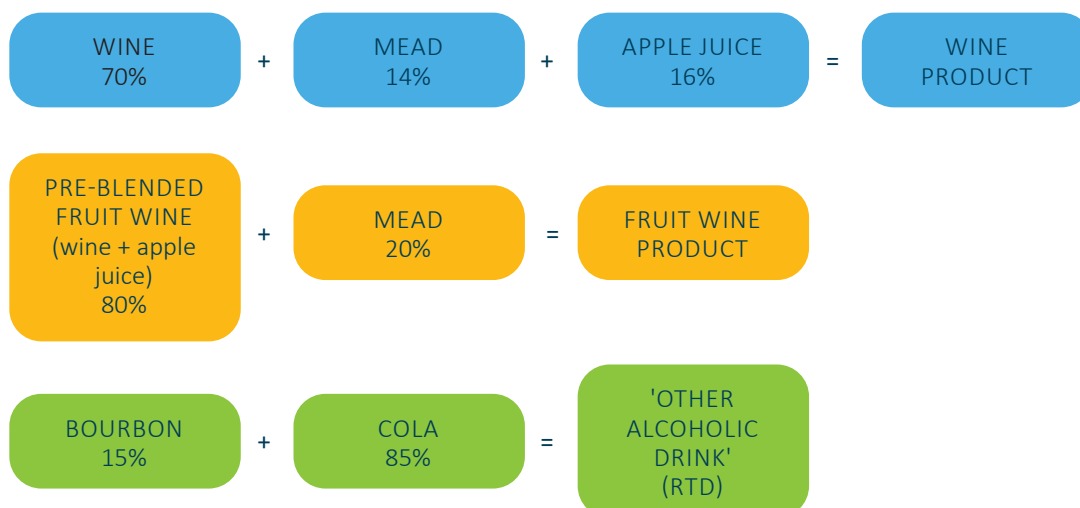 WINE
70%
+
MEAD
14%
+
APPLE JUICE
16%
=
WINE
PRODUCT
PRE-BLENDED
FRUIT WINE
(wine + apple
juice)
80%
+
MEAD
20%
=
FRUIT WINE
PRODUCT
BOURBON
15%
+
COLA
85%
=
'OTHER
ALCOHOLIC
DRINK'
(RTD)